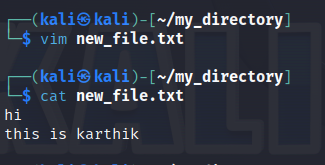 ┌──(kali㉿kali)-[~/my_directory]
└─$ vim new_file.txt
┌──(kali㉿kali)-[~/my_directory]
└─$ cat new_file.txt
hi
this is karthik